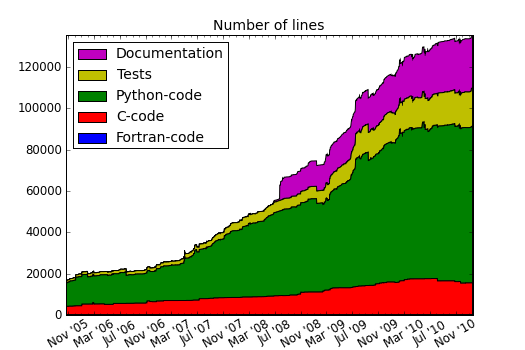 Number of lines
Documentation
Tests
Python-code
C-code
Fortran-code
120000
100000
80000
60000
40000
20000
0
Nov '05
Mar '06
Jul '06
Nov '06
Mar '07
Jul '07
Nov '07
Mar '08
Jul '08
Nov '08
Mar '09
Jul '09
Nov '09
Mar '10
Jul '10
Nov '10